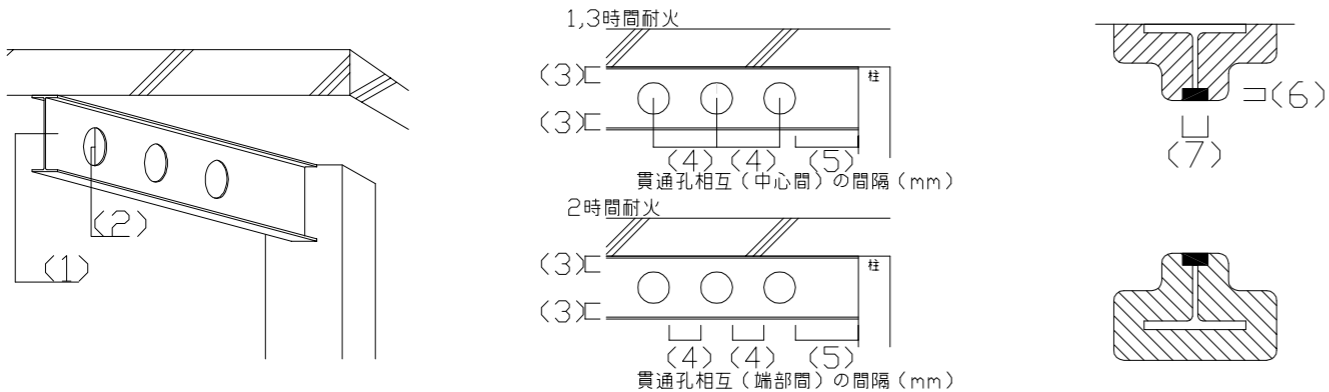 (1)
(2)
1,3時間耐火
(3)
(3)
柱
(4)
(4)
(5)
貫通孔相互(中心間)の間隔(mm)
2時間耐火
(3)
(3)
柱
(4)
(4)
(5)
貫通孔相互(端部間)の間隔(mm)
(6)
(7)